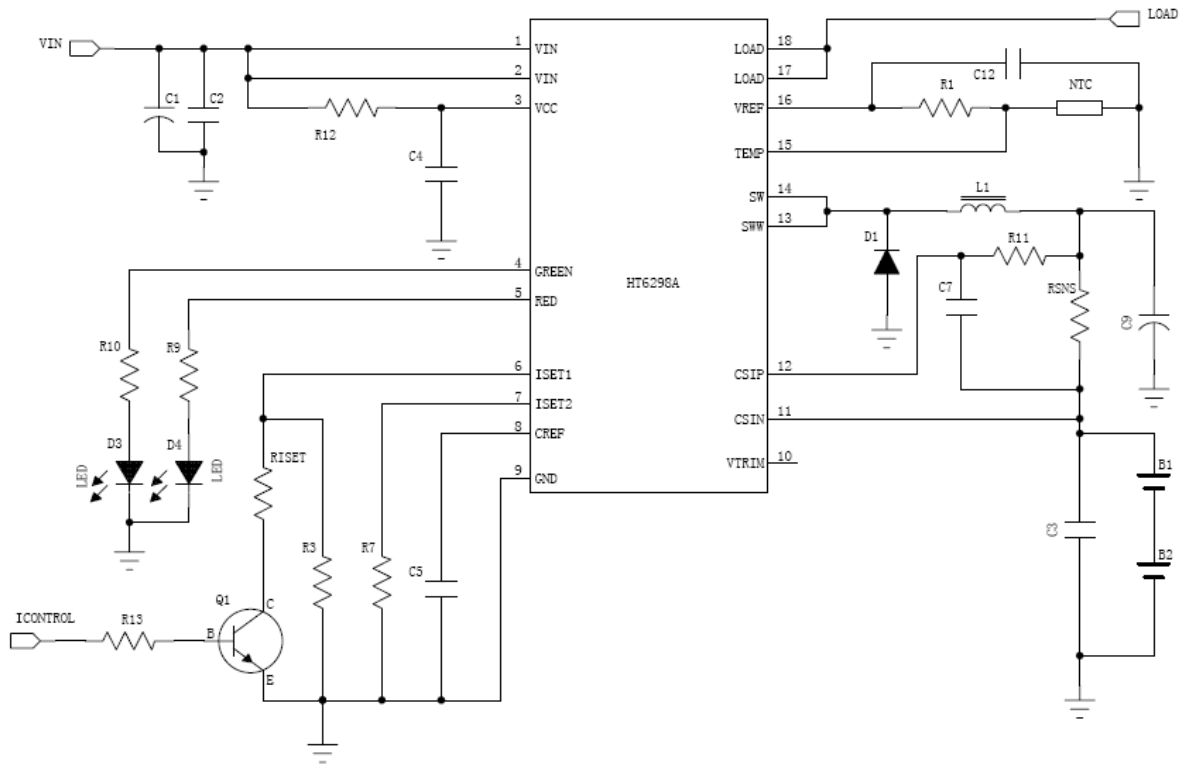 LOAD
VIN
1
VIN
LOAD
18
2
VIN
LOAD
17
C12
C1
C2
3
VCC
VREF
16
R1
NTC
R12
C4
TEMP
15
SW
14
L1
SWW
13
D1
R11
4
GREEN
HT6298A
5
RED
C7
RSNS
C9
R10
R9
6
ISET1
CSIP
12
7
ISET2
CSIN
11
8
CREF
D3
D4
LED
LED
RISET
9
GND
VTRIM
10
B1
C3
R3
R7
C5
B2
Q1
C
ICONTROL
R13
B
E